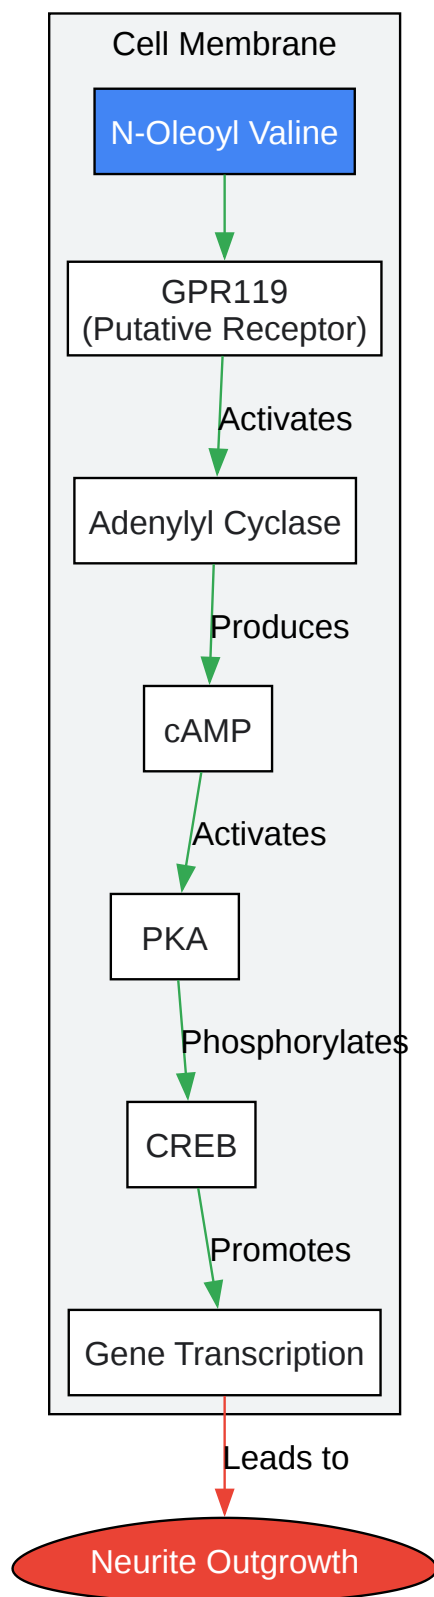 Cell Membrane
N-Oleoyl Valine
GPR119
(Putative Receptor)
Activates
Adenylyl Cyclase
Produces
cAMP
Activates
PKA
Phosphorylates
CREB
Promotes
Gene Transcription
Leads to
Neurite Outgrowth